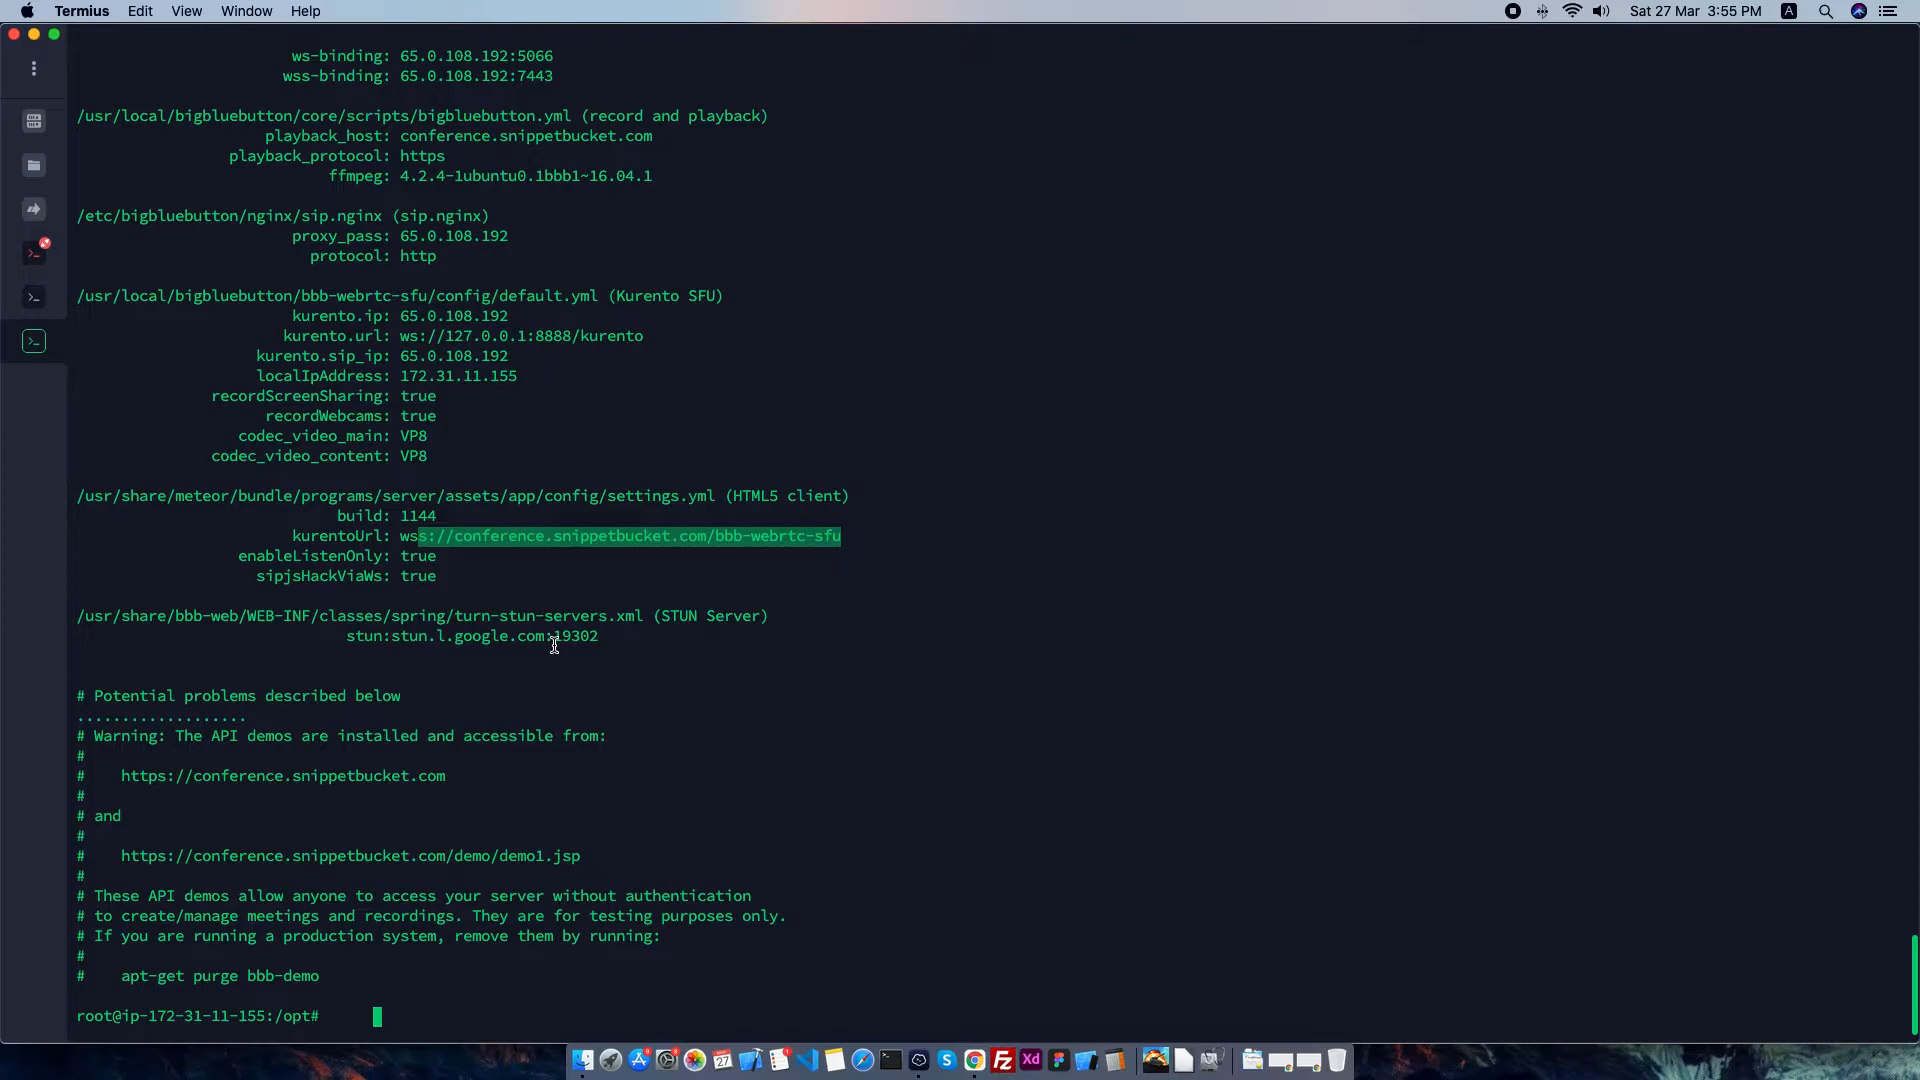 Termius Edit View Window Help Sat 27 Mar 3:55 PM A
ws-binding: 65.0.108.192:5066
wss-binding: 65.0.108.192:7443
/usr/local/bigbluebutton/core/scripts/bigbluebutton.yml (record and playback)
playback_host: conference.snippetbucket.com
playback_protocol: https
ffmpeg: 4.2.4-1ubuntu0.1bbb1~16.04.1
/etc/bigbluebutton/nginx/sip.nginx (sip.nginx)
proxy_pass: 65.0.108.192
protocol: http
/usr/local/bigbluebutton/bbb-webrtc-sfu/config/default.yml (Kurento SFU)
kurento.ip: 65.0.108.192
kurento.url: ws://127.0.0.1:8888/kurento
kurento.sip_ip: 65.0.108.192
localIpAddress: 172.31.11.155
recordScreenSharing: true
recordWebcams: true
codec_video_main: VP8
codec_video_content: VP8
/usr/share/meteor/bundle/programs/server/assets/app/config/settings.yml (HTML5 client)
build: 1144
kurentoUrl: wss://conference.snippetbucket.com/bbb-webrtc-sfu
enableListenOnly: true
sipjsHackViaWs: true
/usr/share/bbb-web/WEB-INF/classes/spring/turn-stun-servers.xml (STUN Server)
stun:stun.l.google.com:19302
# Potential problems described below
...................
# Warning: The API demos are installed and accessible from:
#
# https://conference.snippetbucket.com
#
# and
#
# https://conference.snippetbucket.com/demo/demo1.jsp
#
# These API demos allow anyone to access your server without authentication
# to create/manage meetings and recordings. They are for testing purposes only.
# If you are running a production system, remove them by running:
#
# apt-get purge bbb-demo
root@ip-172-31-11-155:/opt#